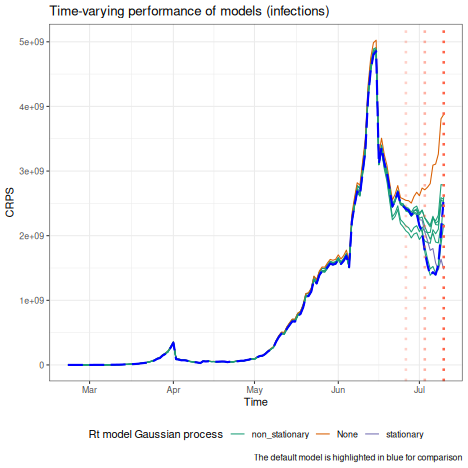 Time-varying performance of models (infections)
5e+09
4e+09
3e+09
2e+09
1e+09
0
CRPS
Mar Apr May Jun Jul
Time
Rt model Gaussian process non_stationary None stationary
The default model is highlighted in blue for comparison